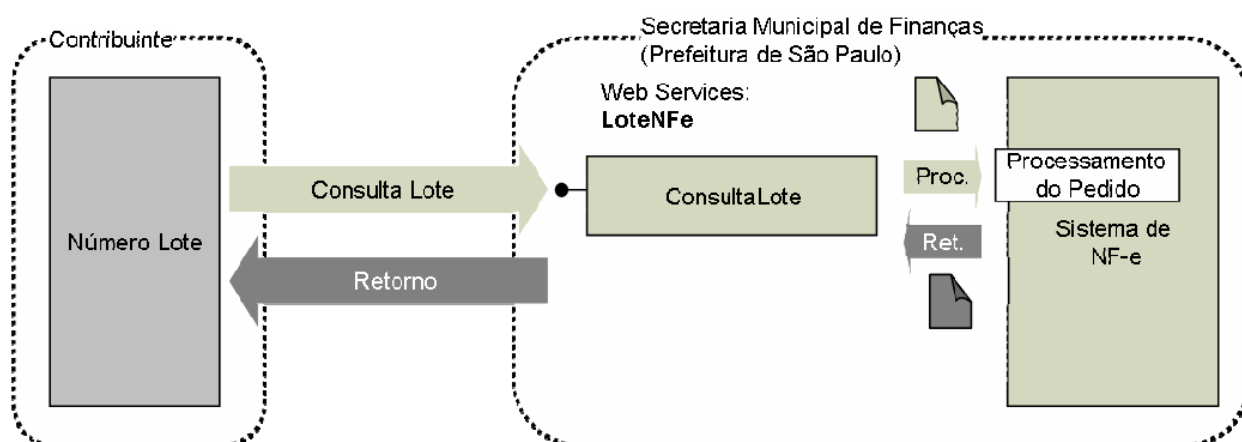 Contribuinte
Número Lote
Consulta Lote
Retorno
Secretaria Municipal de Finanças
(Prefeitura de São Paulo)
Web Services:
LoteNFe
ConsultaLote
Proc.
Ret.
Processamento
do Pedido
Sistema de
NF-e